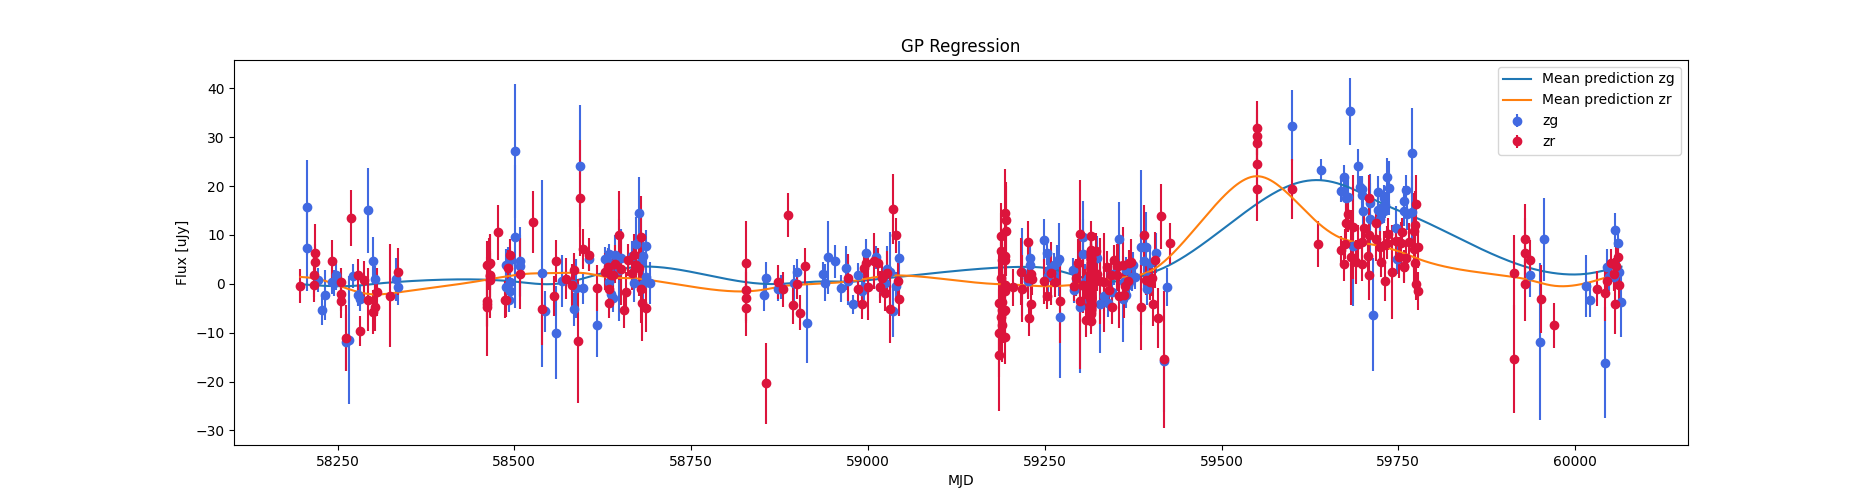 GP Regression
Flux [uJy]
40
30
20
10
0
−10
−20
−30
58250 58500 58750 59000 59250 59500 59750 60000
MJD
Mean prediction zg
Mean prediction zr
zg
zr